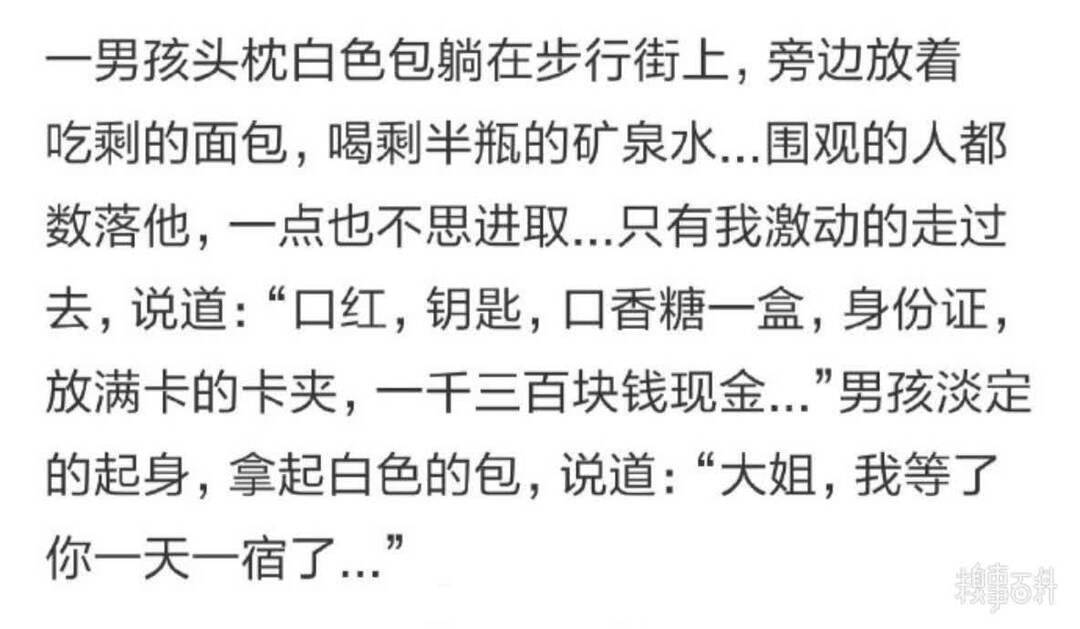 一男孩头枕白色包躺在步行街上，旁边放着
吃剩的面包，喝剩半瓶的矿泉水...围观的人都
数落他，一点也不思进取...只有我激动的走过
去，说道：“口红，钥匙，口香糖一盒，身份证，
放满卡的卡夹，一千三百块钱现金...”男孩淡定
的起身，拿起白色的包，说道：“大姐，我等了
你一天一宿了...”
糗事百科